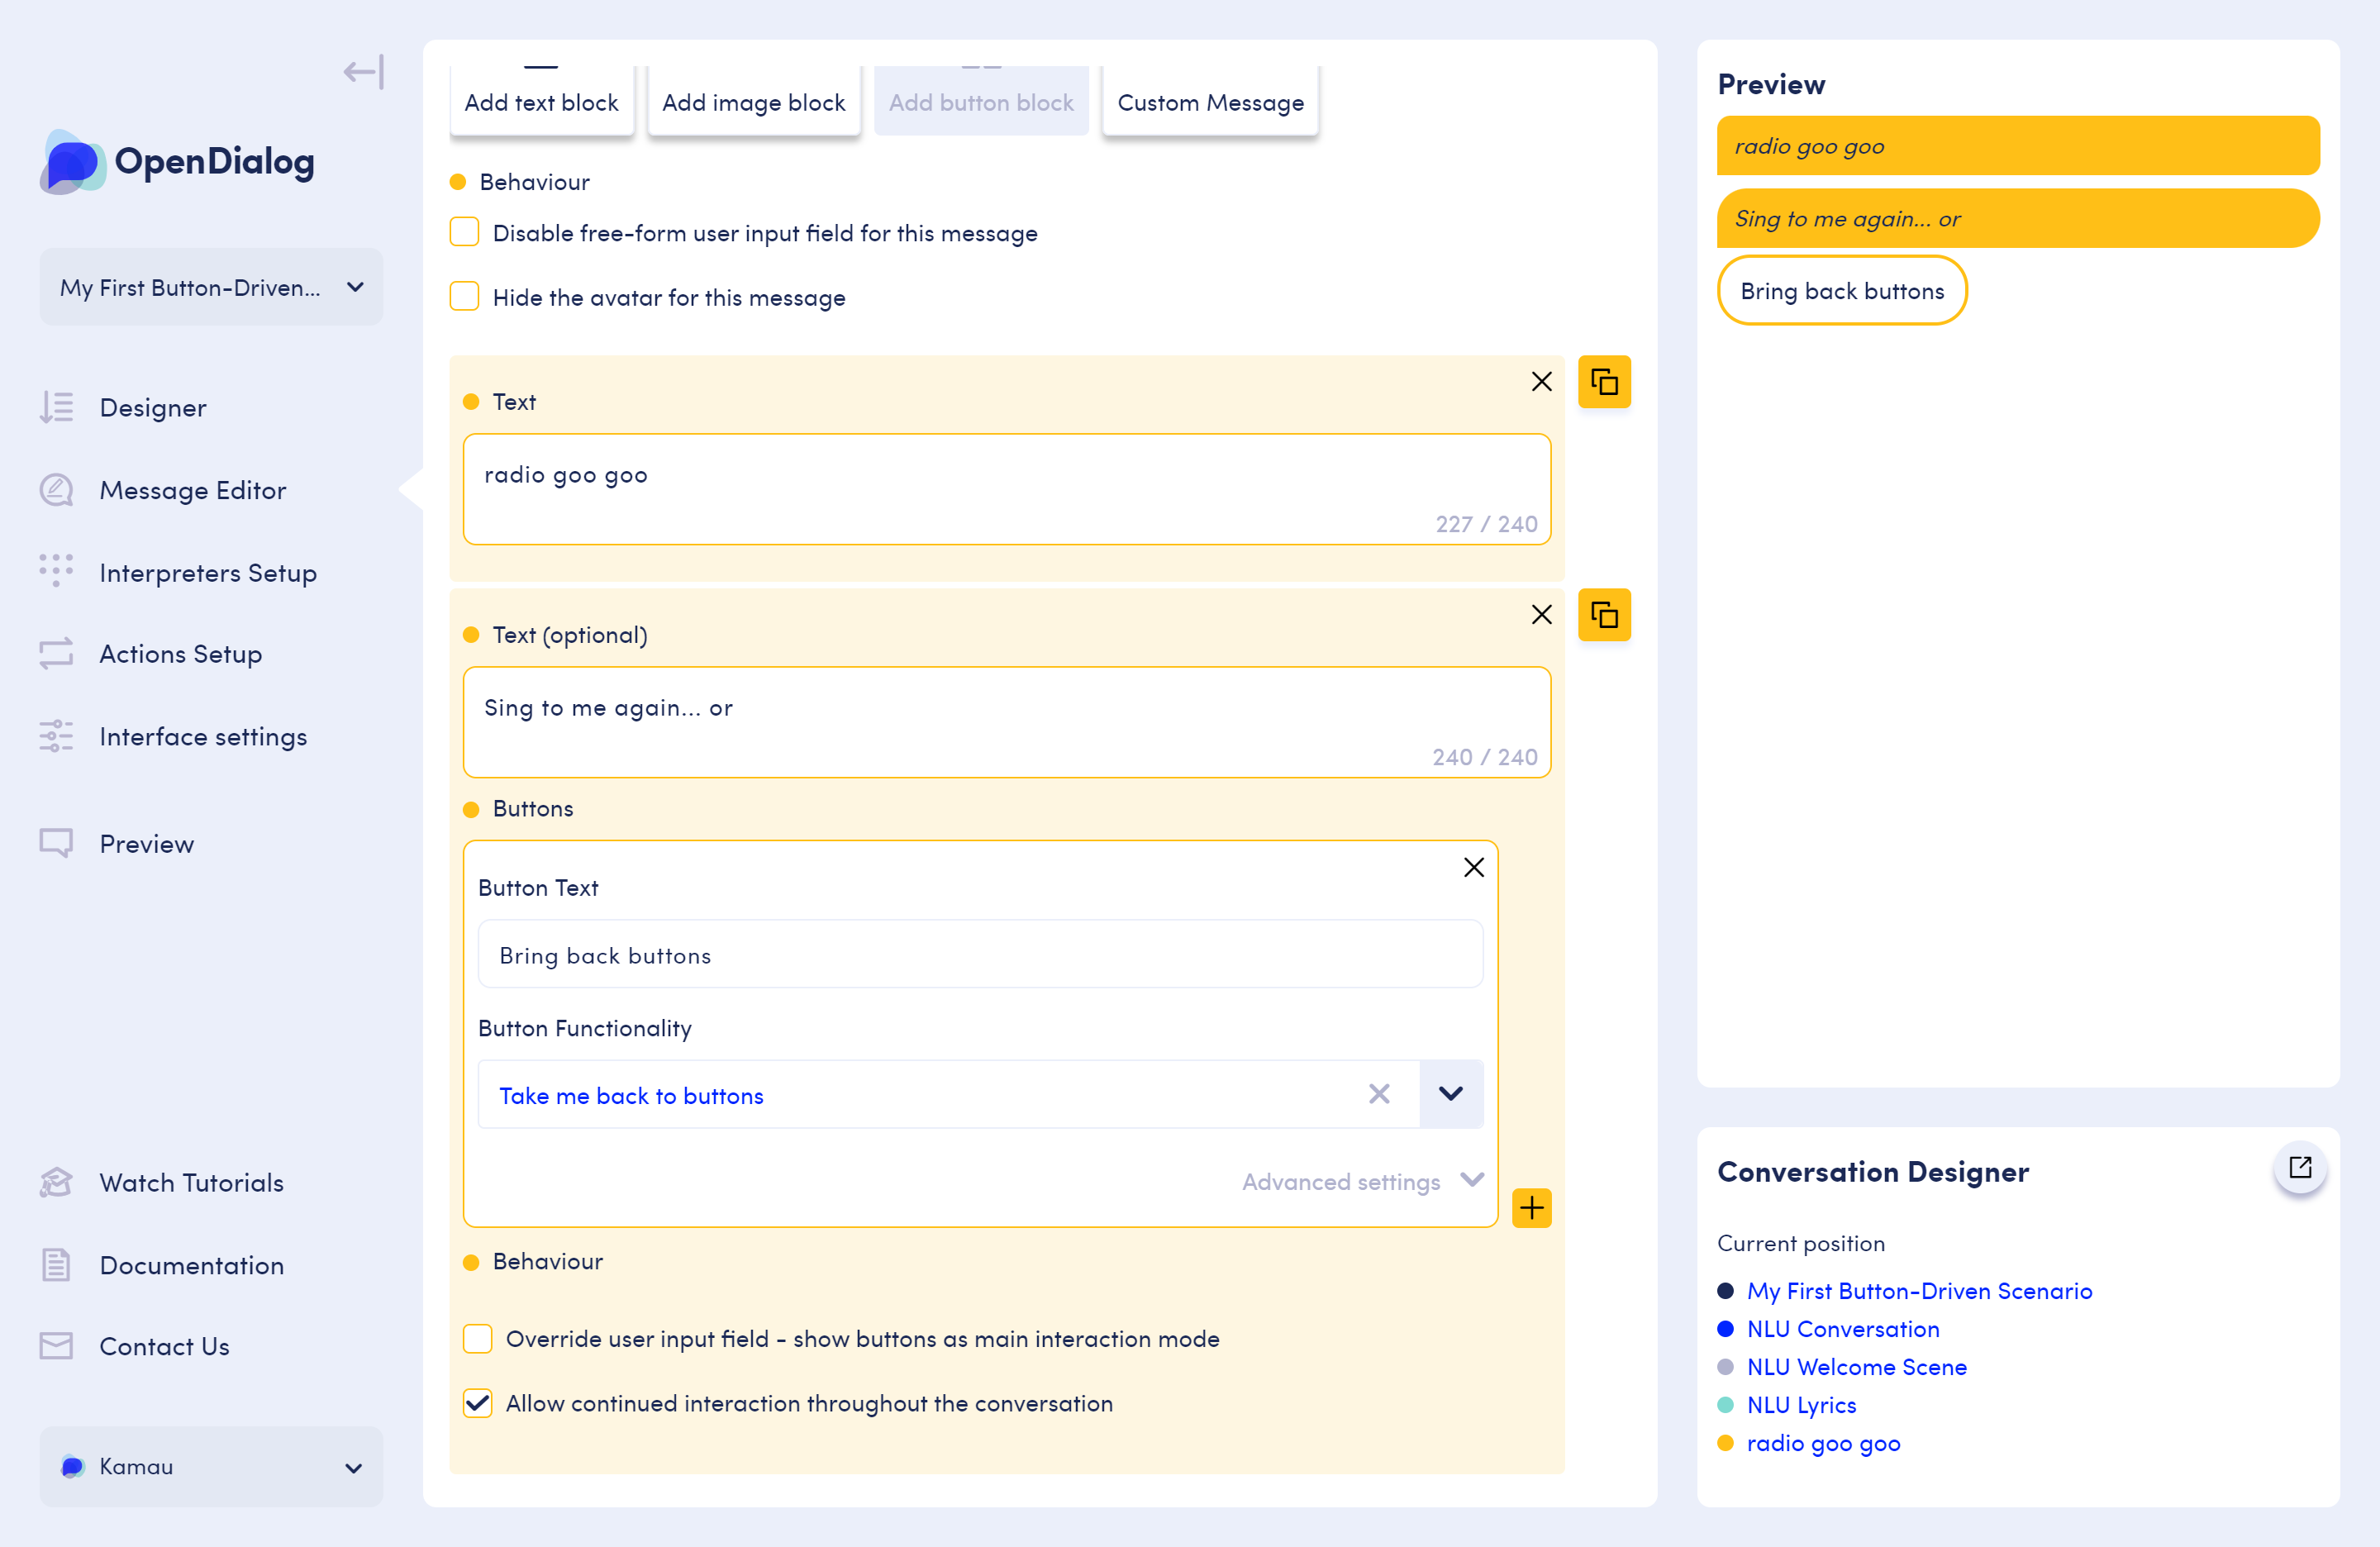 OpenDialog
My First Button-Driven...
Designer
Message Editor
Interpreters Setup
Actions Setup
Interface settings
Preview
Watch Tutorials
Documentation
Contact Us
Kamau
Add text block
Add image block
Add button block
Custom Message
Behaviour
Disable free-form user input field for this message
Hide the avatar for this message
Text
radio goo goo
227 / 240
Text (optional)
Sing to me again... or
240 / 240
Buttons
Button Text
Bring back buttons
Button Functionality
Take me back to buttons
Advanced settings
Behaviour
Override user input field - show buttons as main interaction mode
Allow continued interaction throughout the conversation
Preview
radio goo goo
Sing to me again... or
Bring back buttons
Conversation Designer
Current position
My First Button-Driven Scenario
NLU Conversation
NLU Welcome Scene
NLU Lyrics
radio goo goo